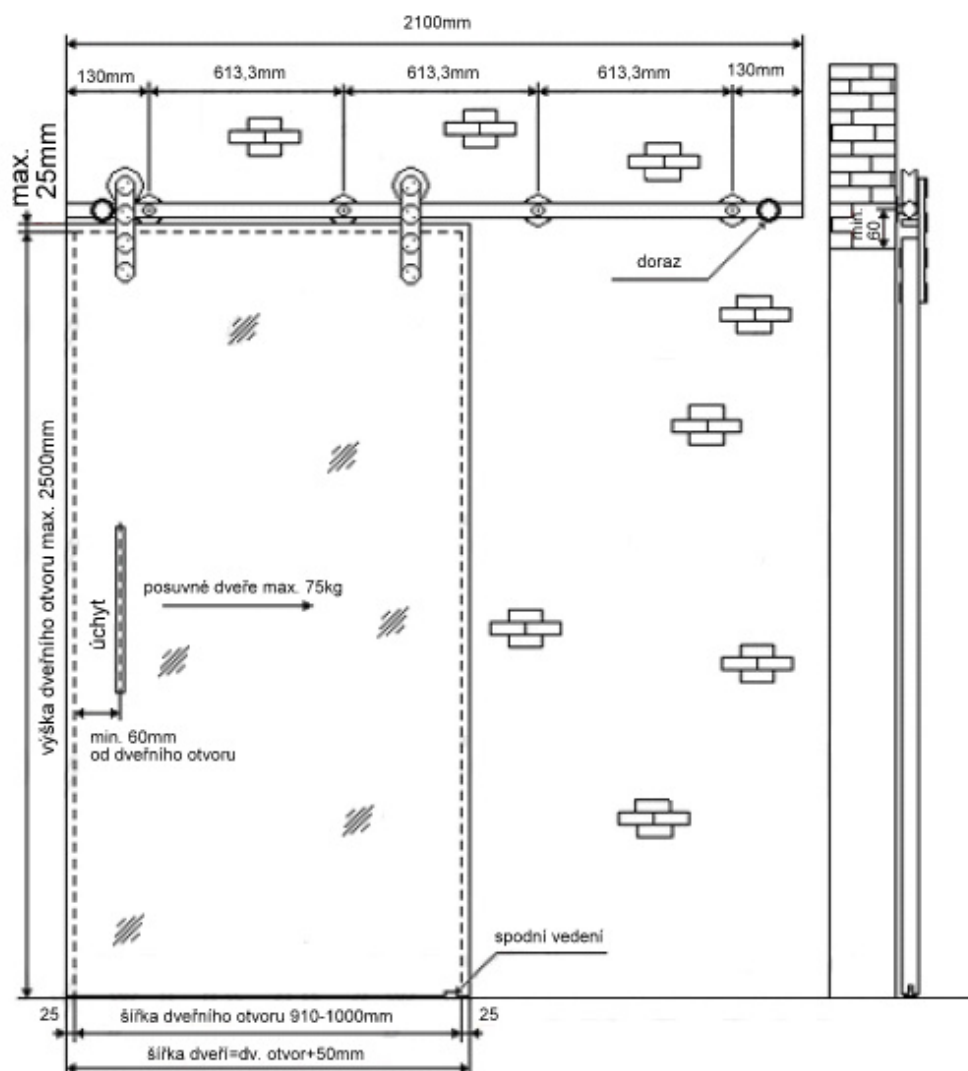 2100mm
130mm
613,3mm
613,3mm
613,3mm
130mm
max.
25mm
min.
60
doraz
výška dveřního otvoru max. 2500mm
úchyt
posuvné dveře max. 75kg
min. 60mm
od dveřního otvoru
spodní vedení
25
šířka dveřního otvoru 910-1000mm
25
šířka dveří=dv. otvor+50mm